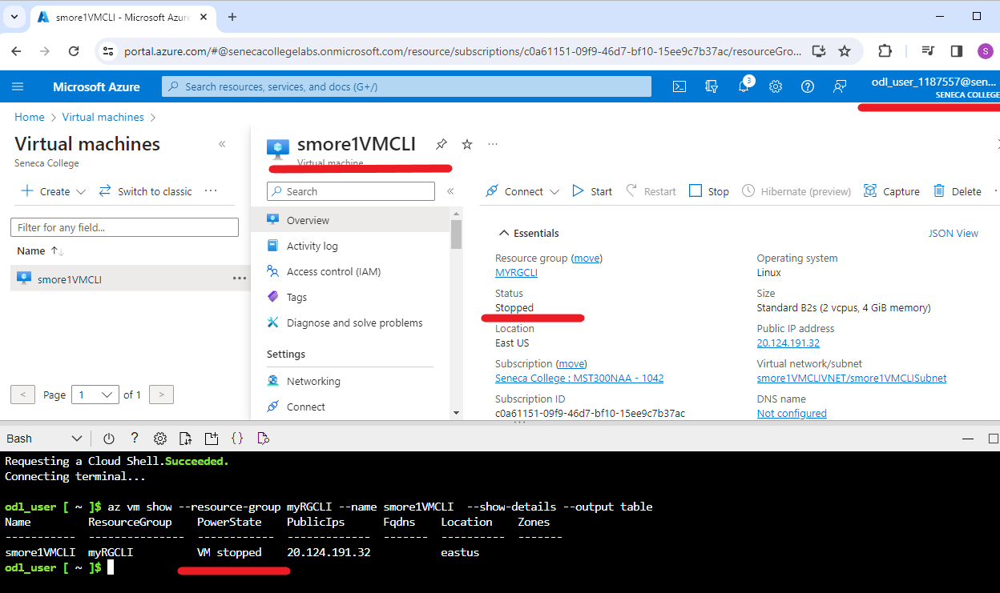 smore1VMCLI - Microsoft Azure
portal.azure.com/#@senecacollegelabs.onmicrosoft.com/resource/subscriptions/c0a61151-09f9-46d7-bf10-15ee9c7b37ac/resourceGro...
S
Microsoft Azure
Search resources, services, and docs (G+/)
3
odl_user_1187557@sen...
SENECA COLLEGE
Home > Virtual machines >
Virtual machines
Seneca College
Create
Switch to classic
...
Filter for any field...
Name
smore1VMCLI
...
< Page 1 of 1 >
smore1VMCLI
...
Virtual machine
Search
Overview
Activity log
Access control (IAM)
Tags
Diagnose and solve problems
Settings
Networking
Connect
Connect
Start
Restart
Stop
Hibernate (preview)
Capture
Delete
Essentials
JSON View
Resource group (move)
MYRGCLI
Status
Stopped
Location
East US
Subscription (move)
Seneca College : MST300NAA - 1042
Subscription ID
c0a61151-09f9-46d7-bf10-15ee9c7b37ac
Operating system
Linux
Size
Standard B2s (2 vcpus, 4 GiB memory)
Public IP address
20.124.191.32
Virtual network/subnet
smore1VMCLIVNET/smore1VMCLISubnet
DNS name
Not configured
Bash
? {}
Requesting a Cloud Shell.Succeeded.
Connecting terminal...
odl_user [ ~ ]$ az vm show --resource-group myRGCLI --name smore1VMCLI  --show-details --output table
Name         ResourceGroup    PowerState    PublicIps      Fqdns    Location    Zones
-----------  ---------------  ------------  -------------  -------  ----------  -------
smore1VMCLI  myRGCLI          VM stopped    20.124.191.32           eastus
odl_user [ ~ ]$